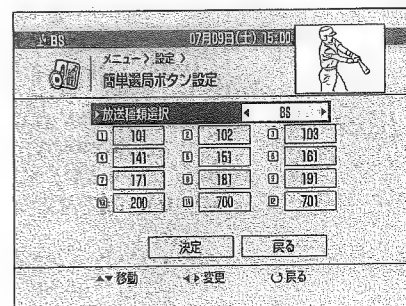 BS 07月09日(土) 15:00
メニュー 〉 設定 〉
簡単選局ボタン設定
放送種類選択 ◀ BS ▶
1 101 2 102 3 103
4 141 5 151 6 161
7 171 8 181 9 191
10 200 11 700 12 701
決定 戻る
▲▼ 移動 ◀▶ 変更 戻る